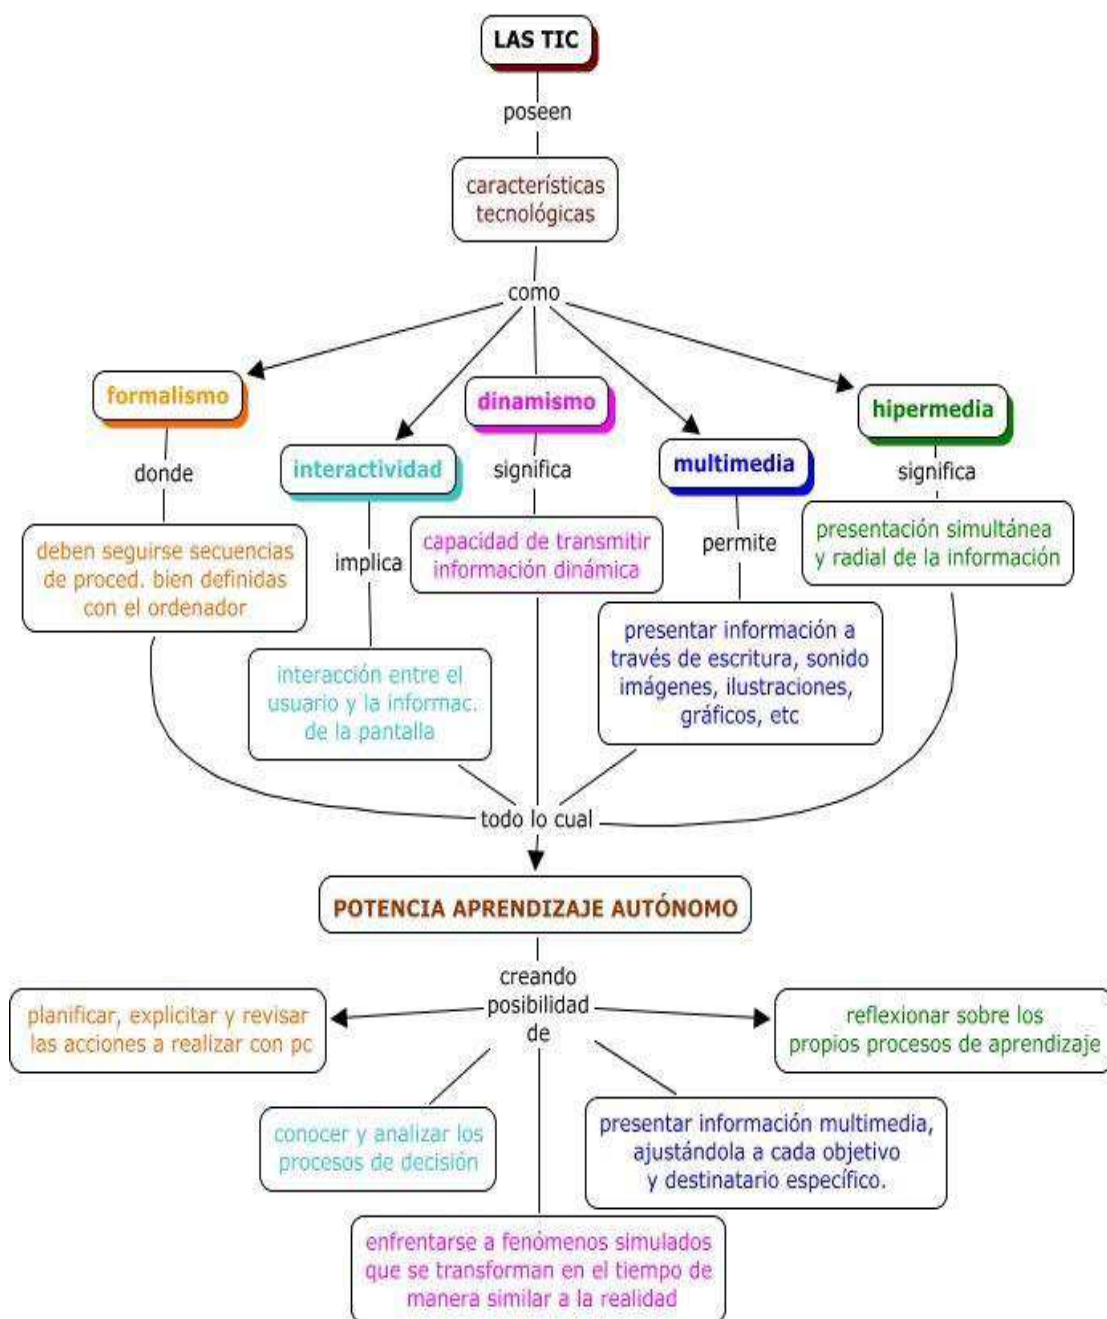 LAS TIC
poseen
características
tecnológicas
como
formalismo
interactividad
dinamismo
multimedia
hipermedia
donde
implica
significa
permite
significa
deben seguirse secuencias
de proced. bien definidas
con el ordenador
interacción entre el
usuario y la informac.
de la pantalla
capacidad de transmitir
información dinámica
presentar información a
través de escritura, sonido
imágenes, ilustraciones,
gráficos, etc
presentación simultánea
y radial de la información
todo lo cual
POTENCIA APRENDIZAJE AUTÓNOMO
creando
posibilidad
de
planificar, explicitar y revisar
las acciones a realizar con pc
conocer y analizar los
procesos de decisión
enfrentarse a fenómenos simulados
que se transforman en el tiempo de
manera similar a la realidad
presentar información multimedia,
ajustándola a cada objetivo
y destinatario específico.
reflexionar sobre los
propios procesos de aprendizaje